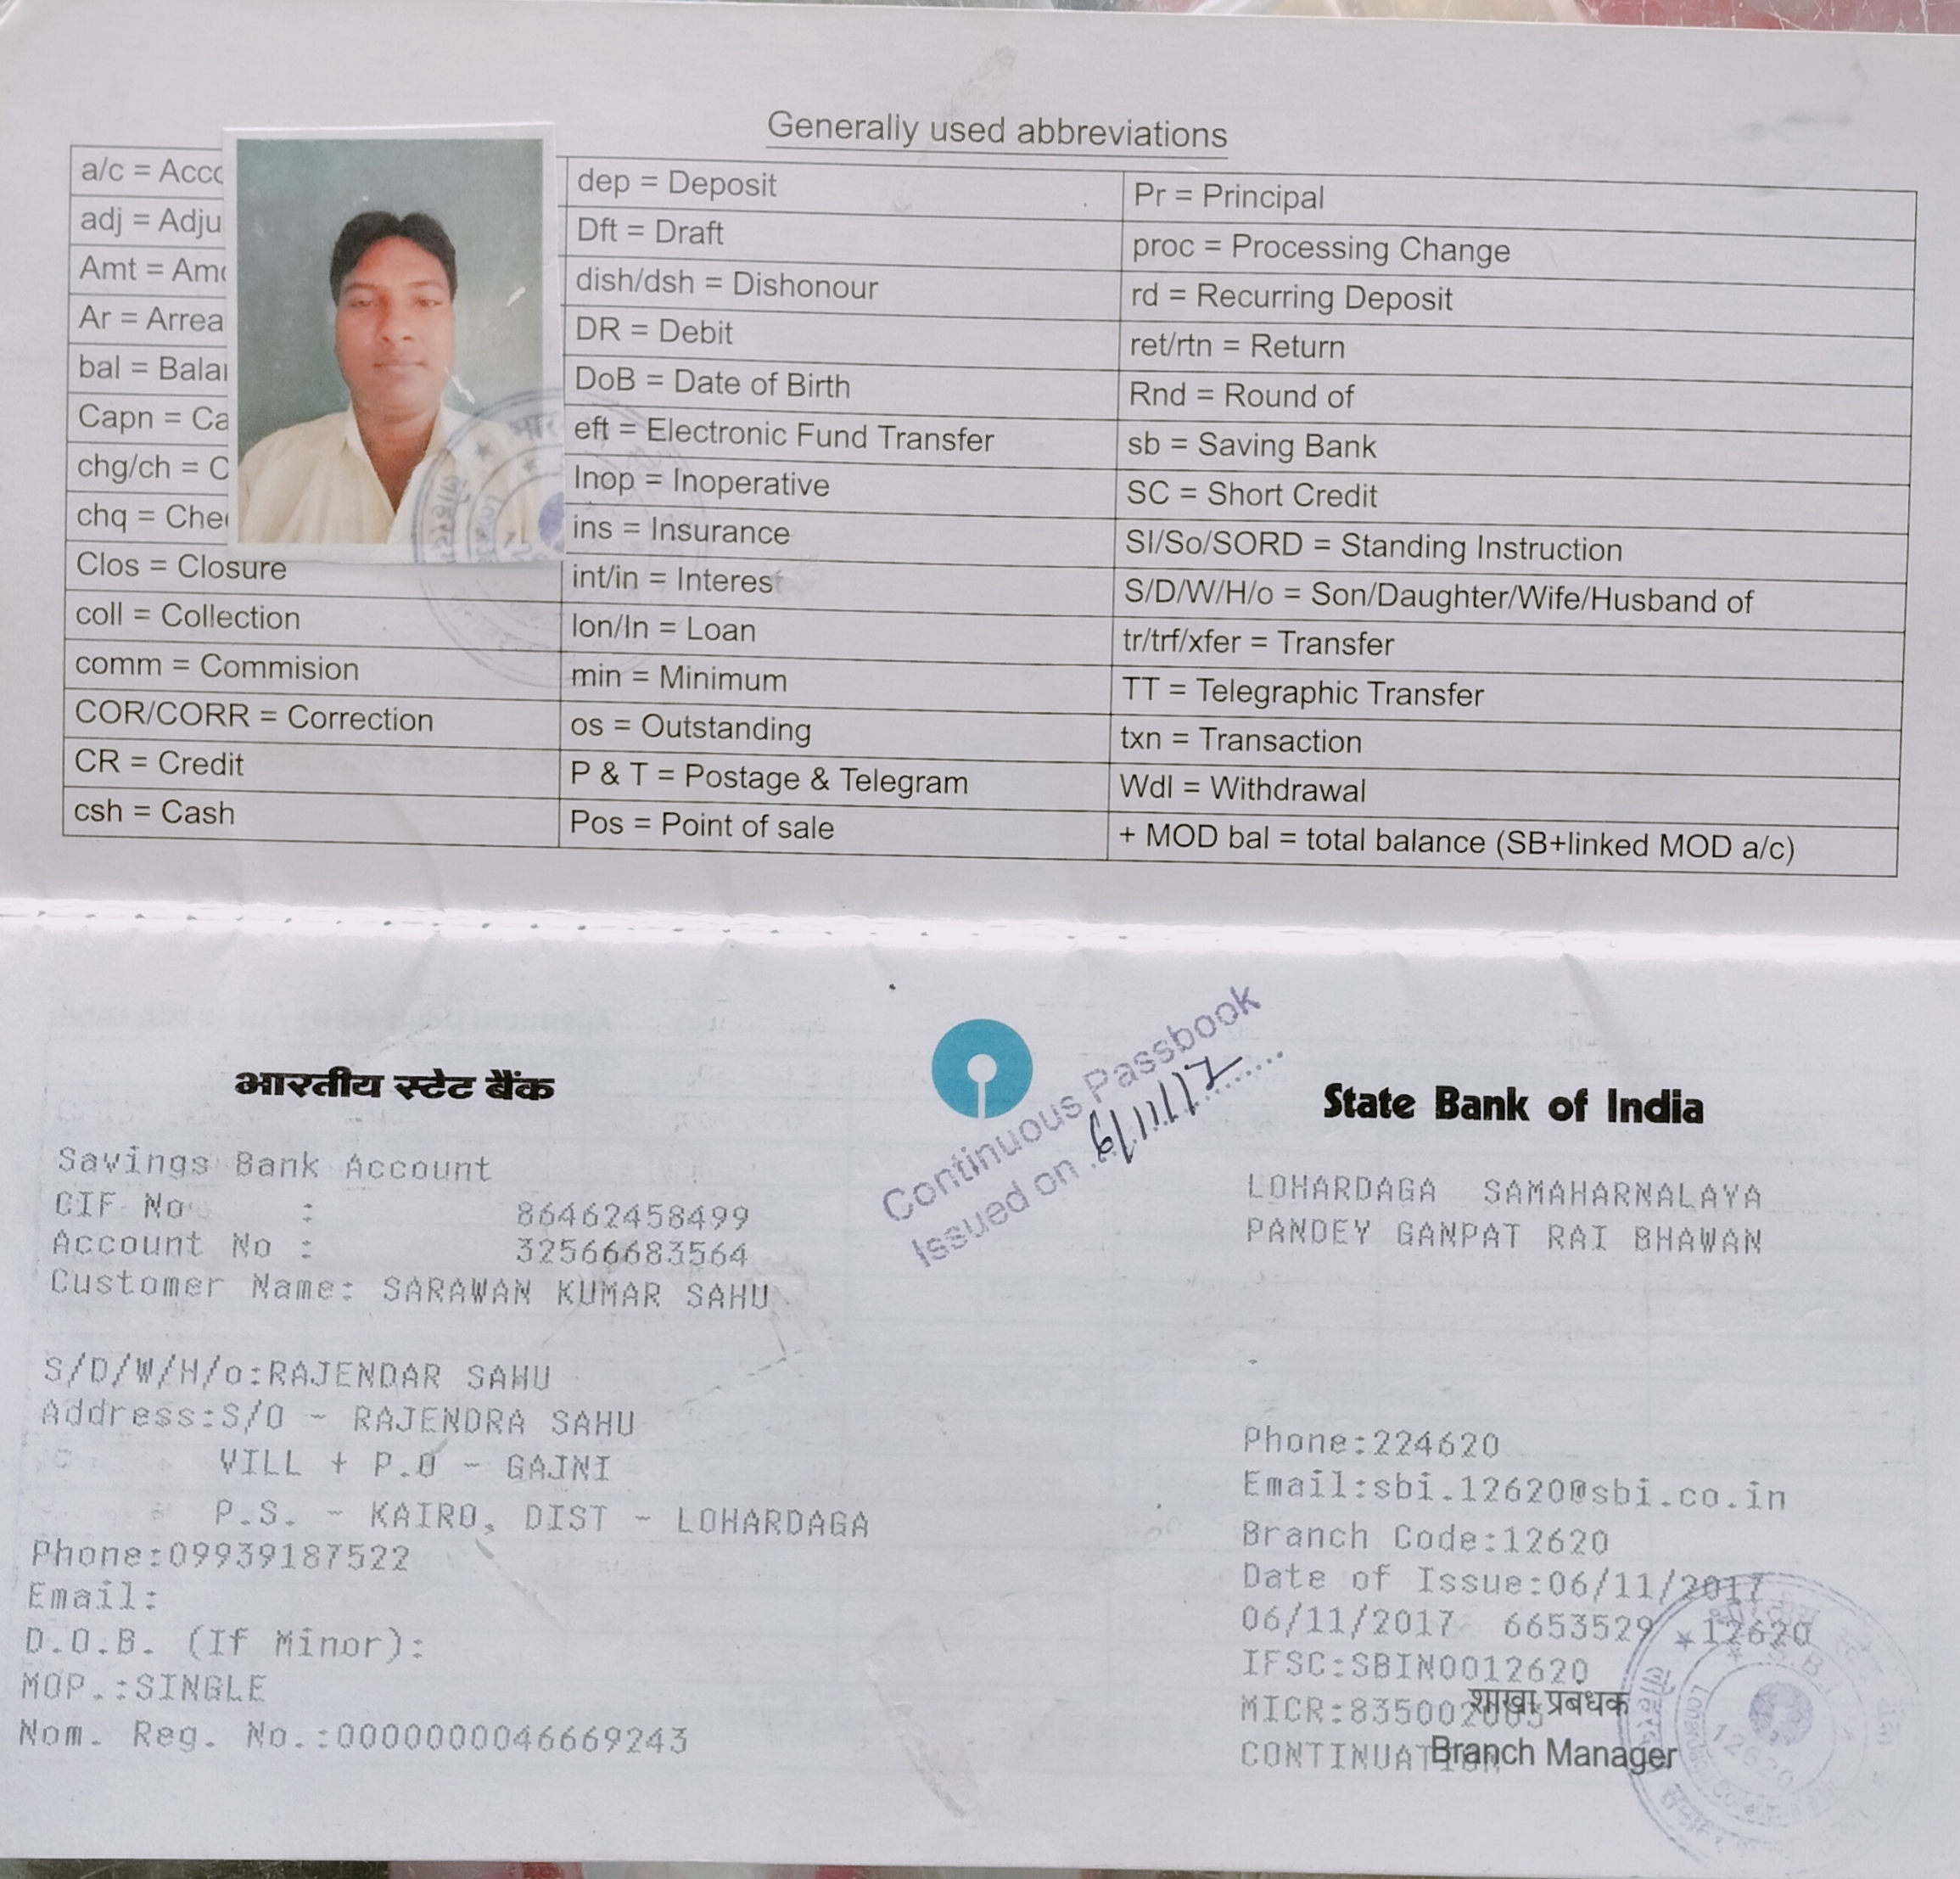 Generally used abbreviations
a/c = Acco
adj = Adju
Amt = Amo
Ar = Arrea
bal = Balan
Capn = Ca
chg/ch = C
chq = Che
Clos = Closure
coll = Collection
comm = Commision
COR/CORR = Correction
CR = Credit
csh = Cash
dep = Deposit
Dft = Draft
dish/dsh = Dishonour
DR = Debit
DoB = Date of Birth
eft = Electronic Fund Transfer
Inop = Inoperative
ins = Insurance
int/in = Interest
lon/ln = Loan
min = Minimum
os = Outstanding
P & T = Postage & Telegram
Pos = Point of sale
Pr = Principal
proc = Processing Change
rd = Recurring Deposit
ret/rtn = Return
Rnd = Round of
sb = Saving Bank
SC = Short Credit
SI/So/SORD = Standing Instruction
S/D/W/H/o = Son/Daughter/Wife/Husband of
tr/trf/xfer = Transfer
TT = Telegraphic Transfer
txn = Transaction
Wdl = Withdrawal
+ MOD bal = total balance (SB+linked MOD a/c)
भारतीय स्टेट बैंक
Savings Bank Account
CIF No : 86462458499
Account No : 32566683564
Customer Name: SARAWAN KUMAR SAHU
S/D/W/H/o:RAJENDAR SAHU
Address:S/O - RAJENDRA SAHU
VILL + P.O - GAJNI
P.S. - KAIRO, DIST - LOHARDAGA
Phone:09939187522
Email:
D.O.B. (If Minor):
MOP.:SINGLE
Nom. Reg. No.:0000000046669243
Continuous Passbook
Issued on 6/11/17
State Bank of India
LOHARDAGA SAMAHARNALAYA
PANDEY GANPAT RAI BHAWAN
Phone:224620
Email:sbi.12620@sbi.co.in
Branch Code:12620
Date of Issue:06/11/2017
06/11/2017 6653529 12620
IFSC:SBIN0012620
शाखा प्रबंधक
Branch Manager
12620